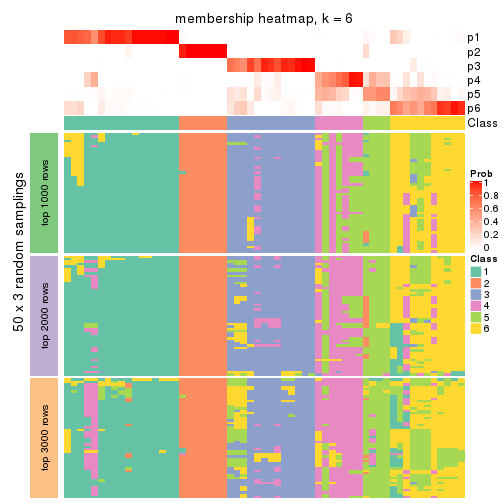 membership heatmap, k = 6
p1
p2
p3
p4
p5
p6
Class
50 x 3 random samplings
top 1000 rows
top 2000 rows
top 3000 rows
Prob
1
0.8
0.6
0.4
0.2
0
Class
1
2
3
4
5
6